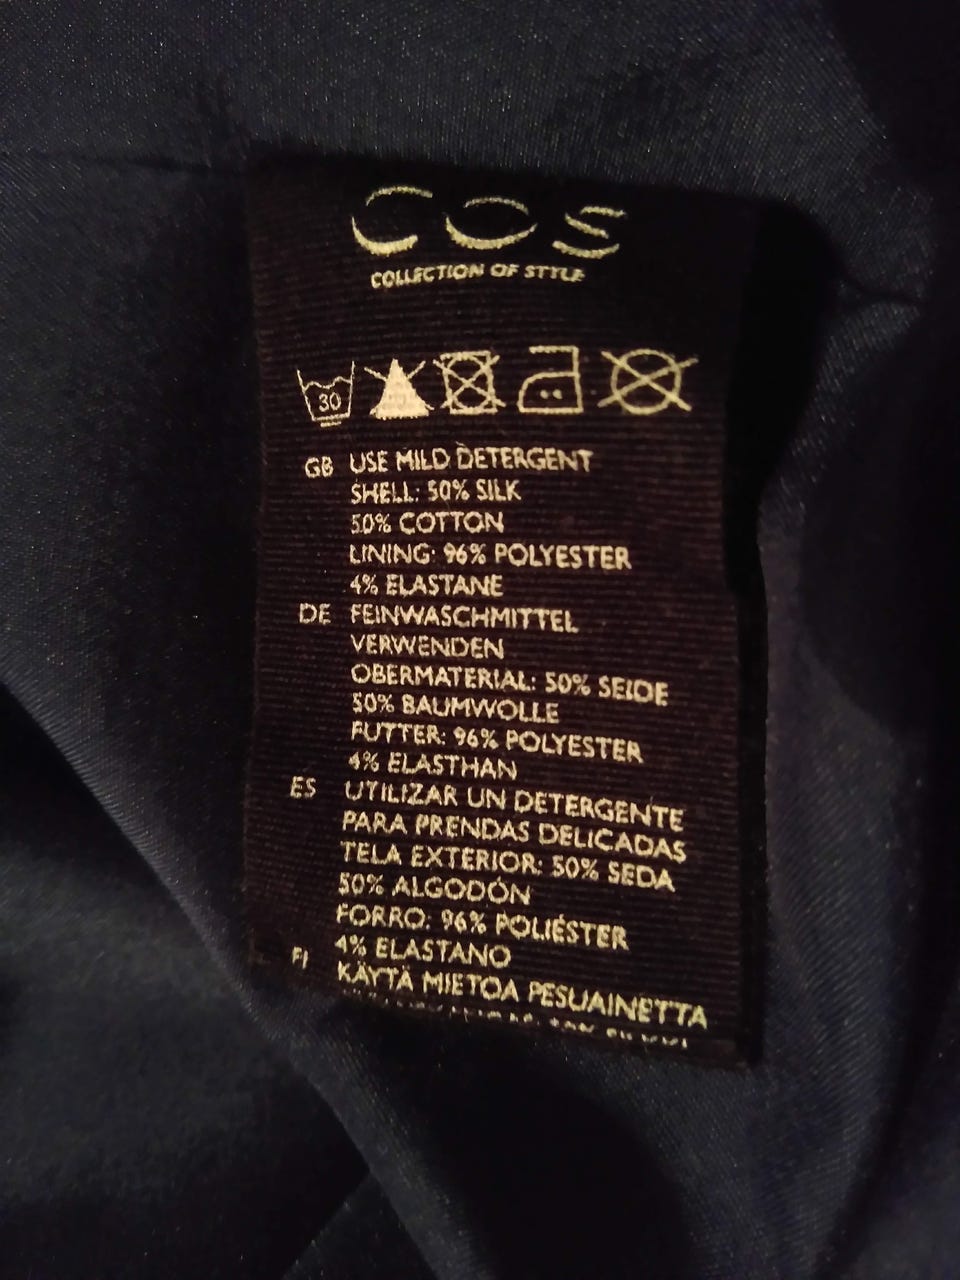 COS
COLLECTION OF STYLE
30
GB USE MILD DETERGENT
SHELL: 50% SILK
50% COTTON
LINING: 96% POLYESTER
4% ELASTANE
DE FEINWASCHMITTEL
VERWENDEN
OBERMATERIAL: 50% SEIDE
50% BAUMWOLLE
FUTTER: 96% POLYESTER
4% ELASTHAN
ES UTILIZAR UN DETERGENTE
PARA PRENDAS DELICADAS
TELA EXTERIOR: 50% SEDA
50% ALGODÓN
FORRO: 96% POLIÉSTER
4% ELASTANO
FI KÄYTÄ MIETOA PESUAINETTA